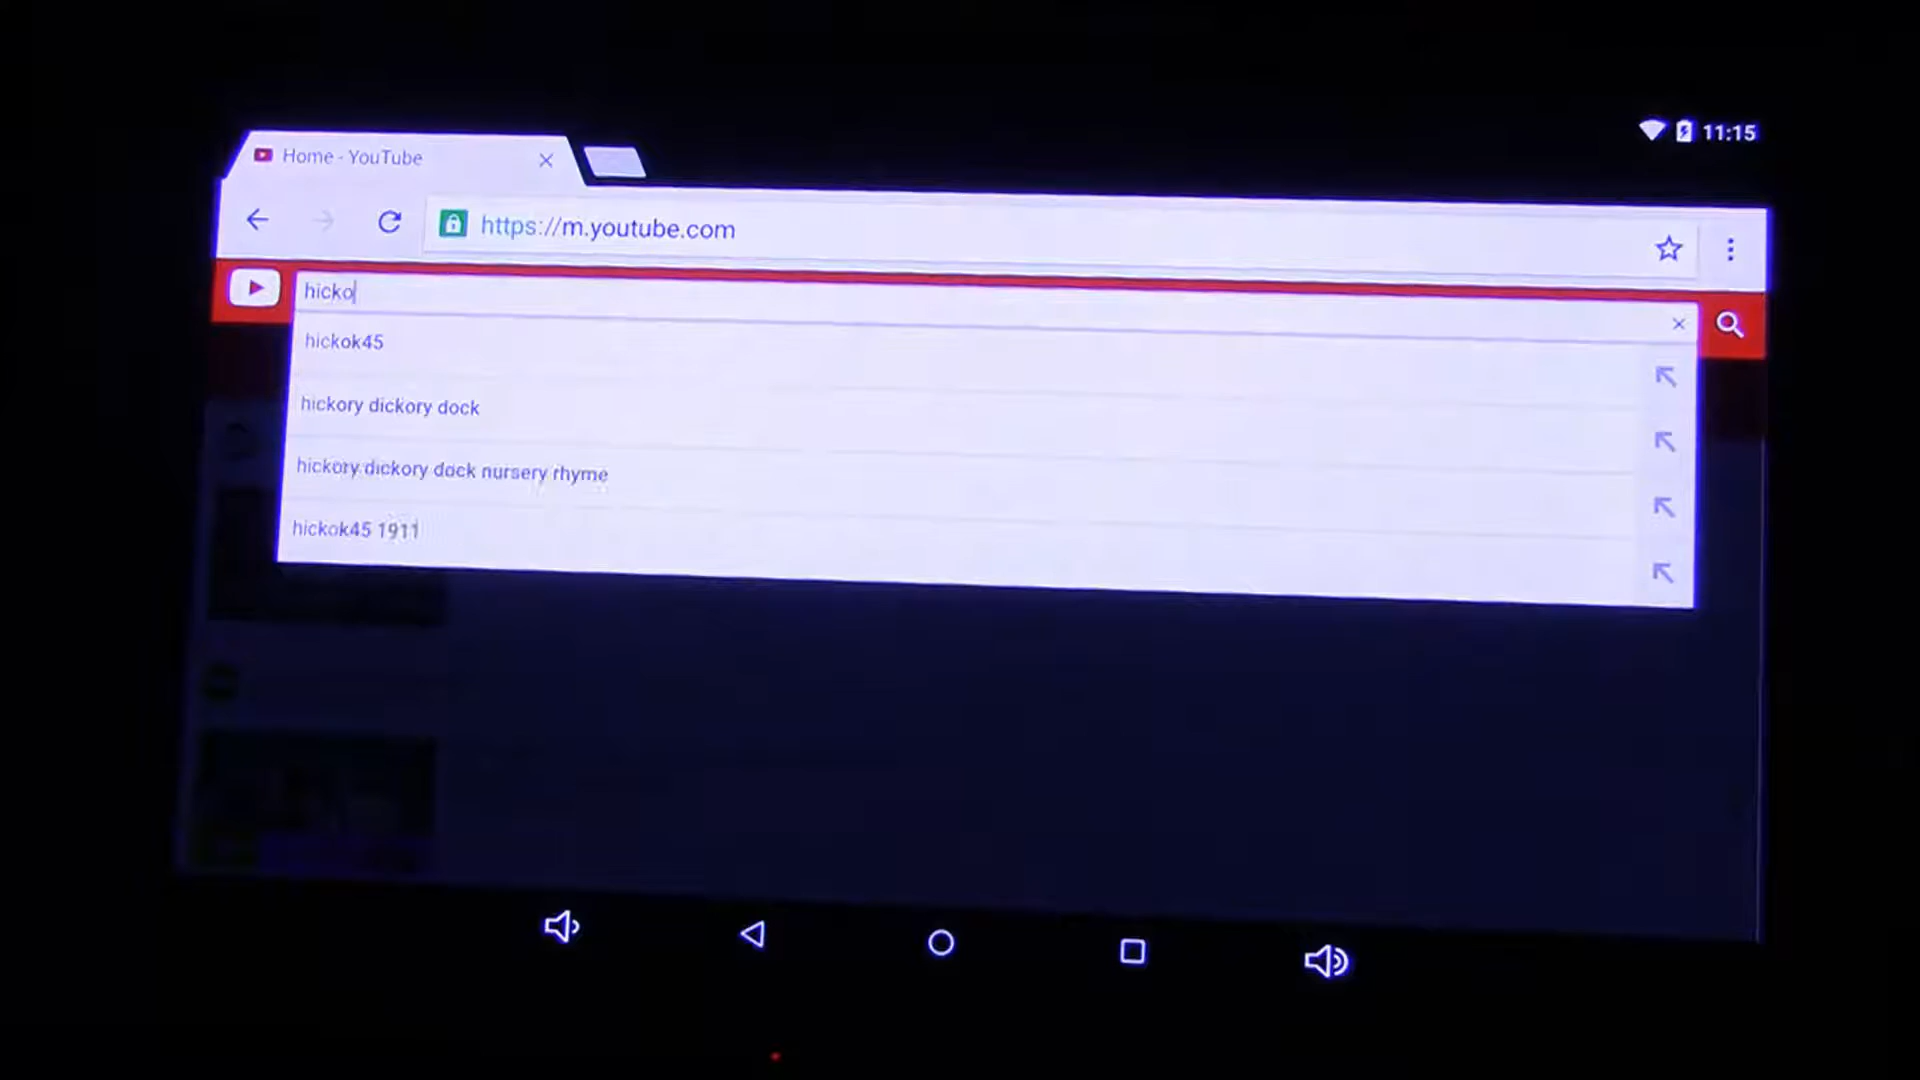 11:15
Home - YouTube
https://m.youtube.com
hicko
hickok45
hickory dickory dock
hickory dickory dock nursery rhyme
hickok45 1911